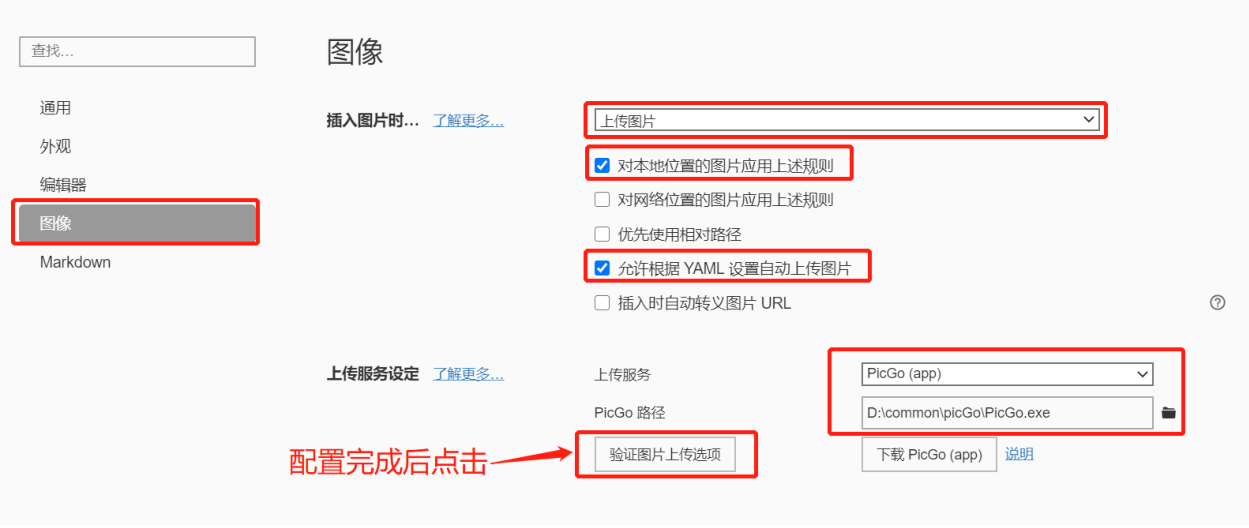 查找...
通用
外观
编辑器
图像
Markdown
图像
插入图片时... 了解更多...
上传图片
对本地位置的图片应用上述规则
对网络位置的图片应用上述规则
优先使用相对路径
允许根据 YAML 设置自动上传图片
插入时自动转义图片 URL
上传服务设定 了解更多...
上传服务 PicGo (app)
PicGo 路径 D:\common\picGo\PicGo.exe
配置完成后点击
验证图片上传选项 下载 PicGo (app) 说明